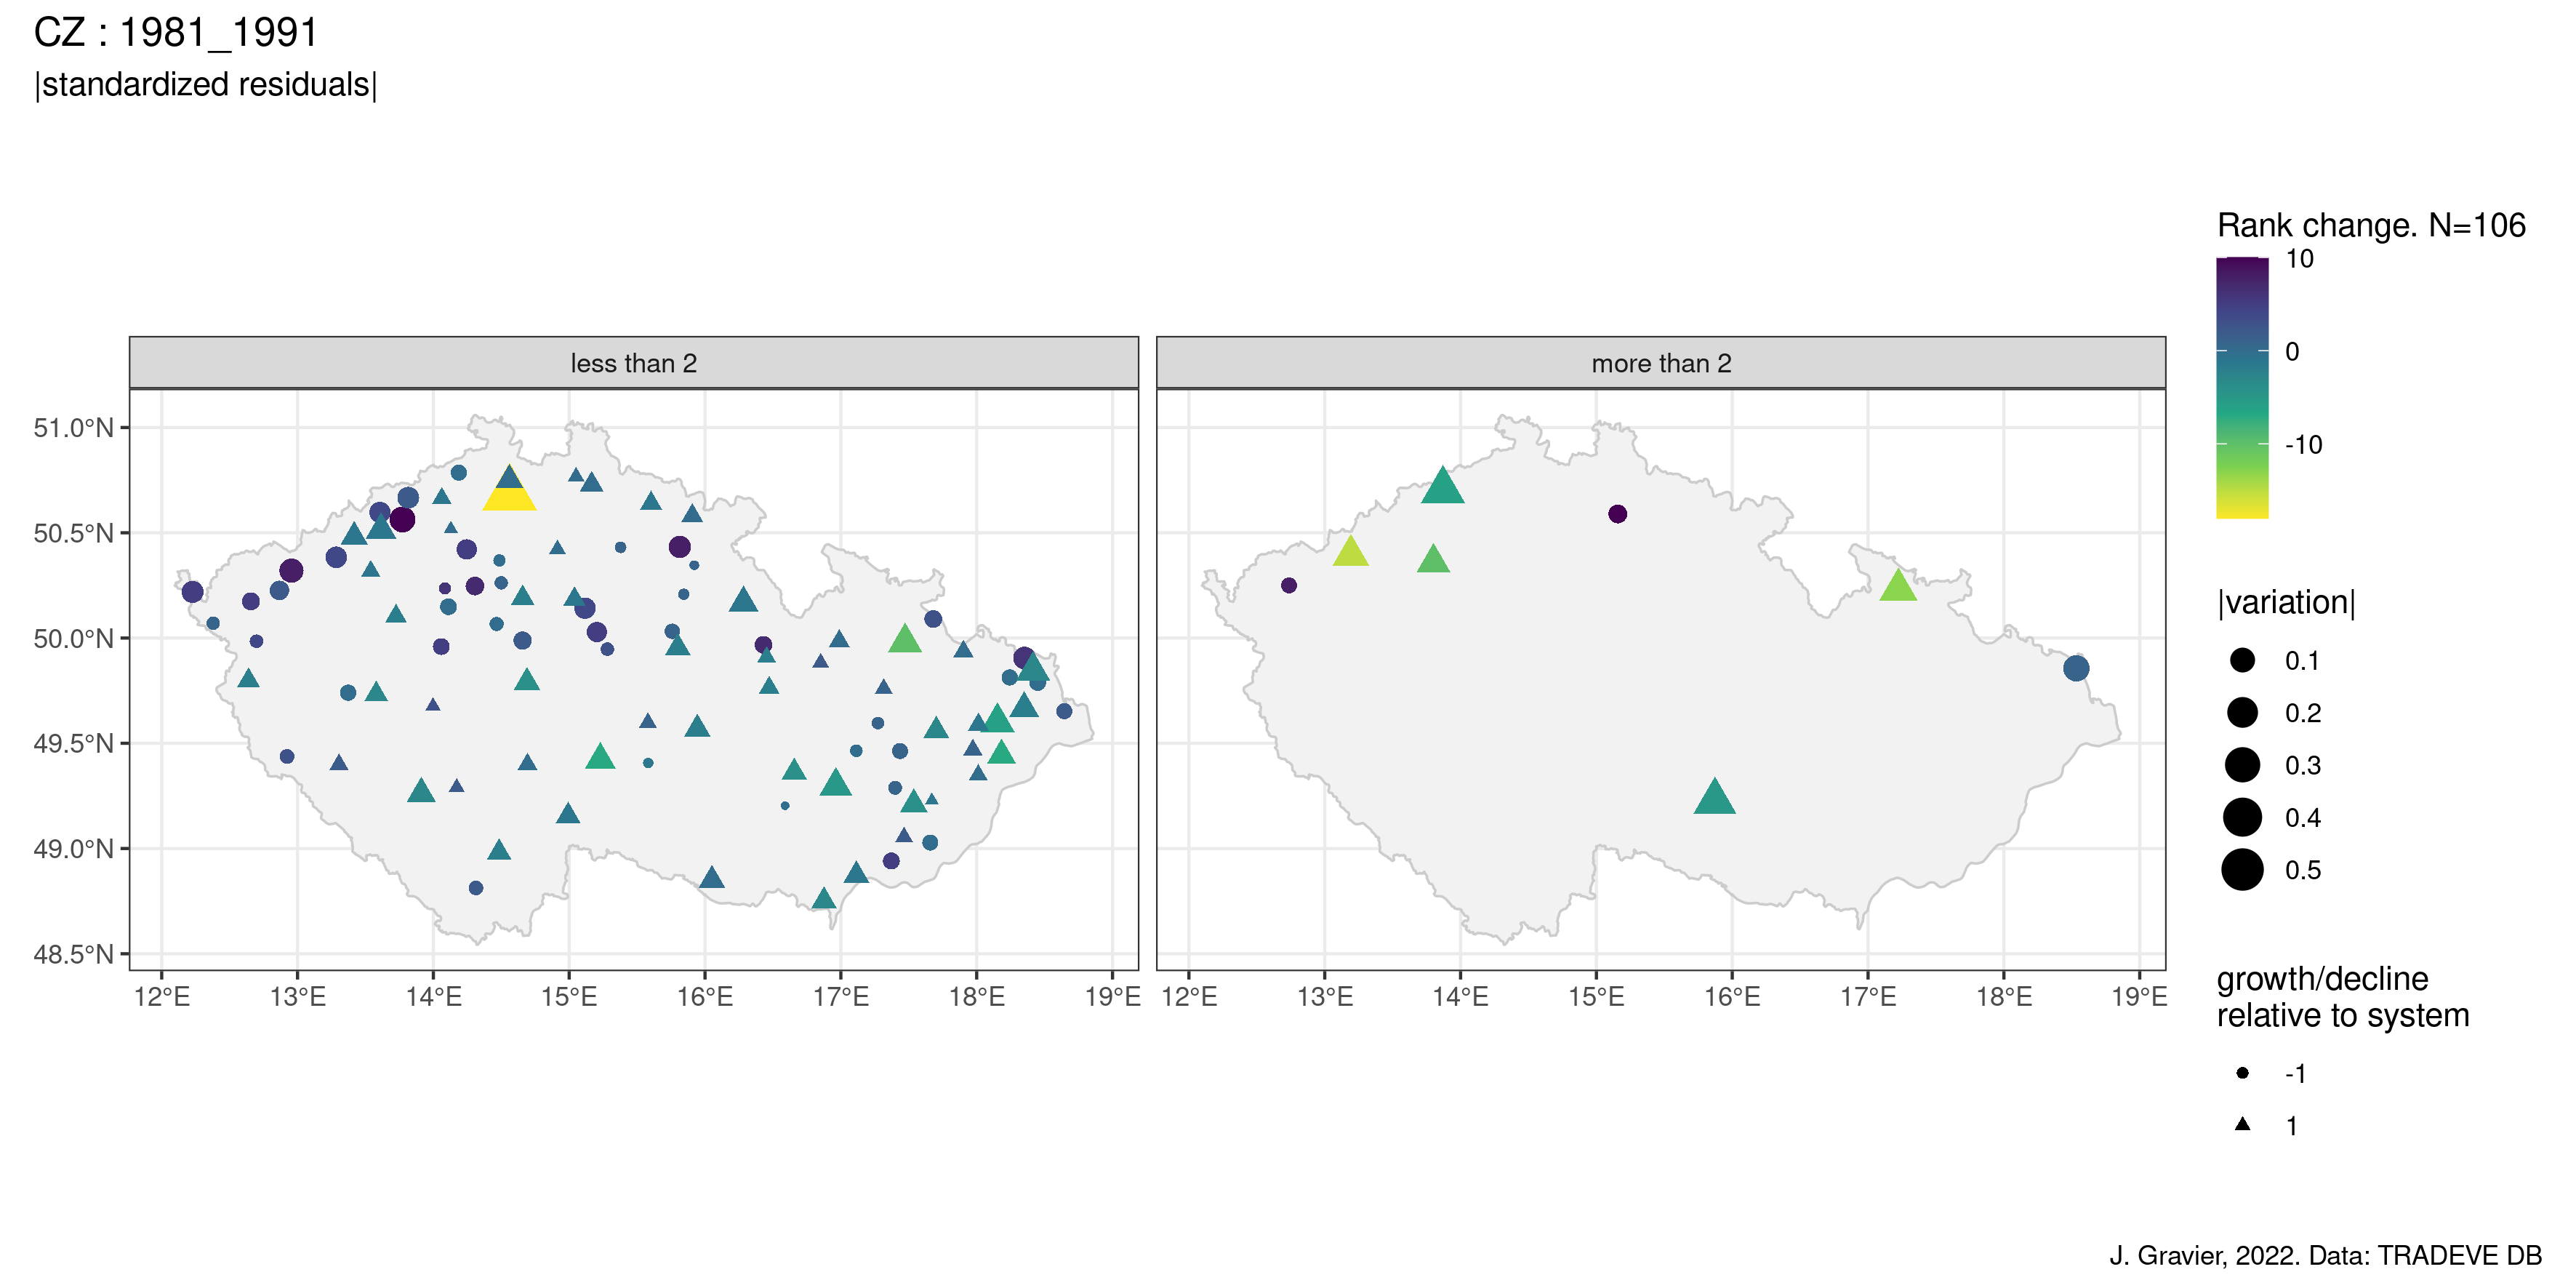 CZ : 1981_1991
|standardized residuals|
less than 2
more than 2
51.0°N
50.5°N
50.0°N
49.5°N
49.0°N
48.5°N
12°E 13°E 14°E 15°E 16°E 17°E 18°E 19°E
12°E 13°E 14°E 15°E 16°E 17°E 18°E 19°E
Rank change. N=106
10
0
-10
|variation|
0.1
0.2
0.3
0.4
0.5
growth/decline
relative to system
-1
1
J. Gravier, 2022. Data: TRADEVE DB